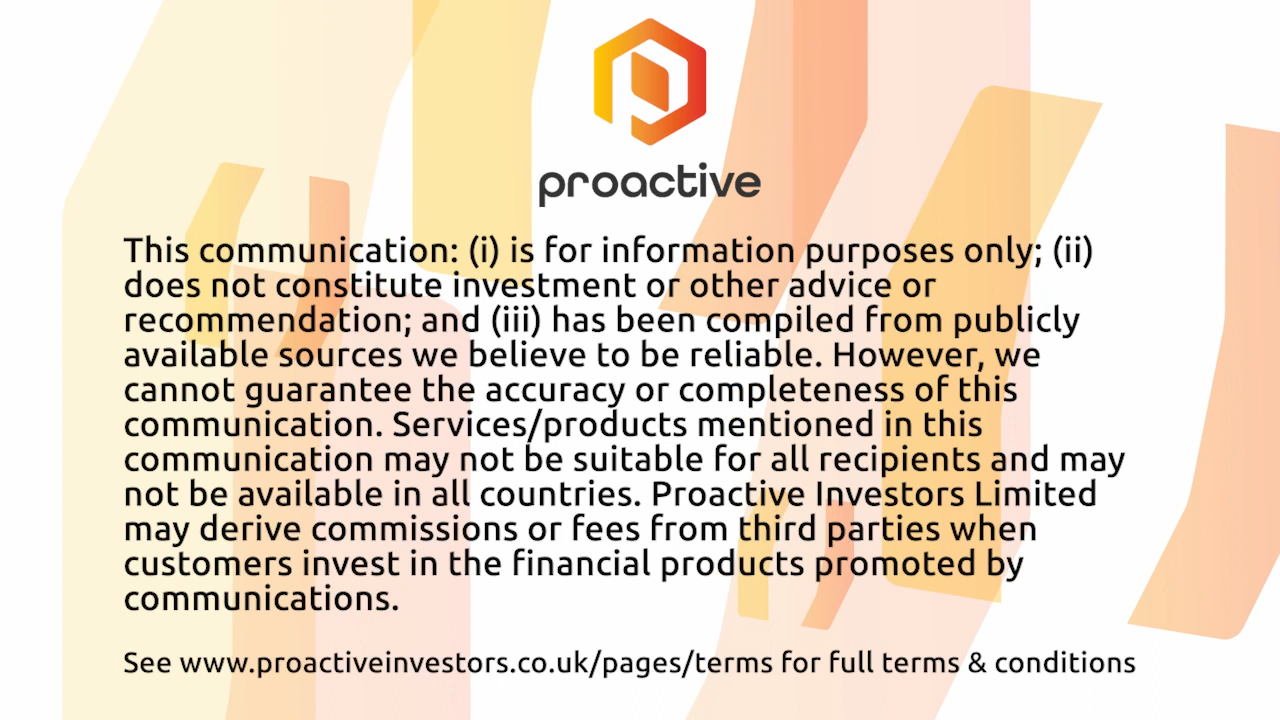 proactive
This communication: (i) is for information purposes only; (ii)
does not constitute investment or other advice or
recommendation; and (iii) has been compiled from publicly
available sources we believe to be reliable. However, we
cannot guarantee the accuracy or completeness of this
communication. Services/products mentioned in this
communication may not be suitable for all recipients and may
not be available in all countries. Proactive Investors Limited
may derive commissions or fees from third parties when
customers invest in the financial products promoted by
communications.
See www.proactiveinvestors.co.uk/pages/terms for full terms & conditions